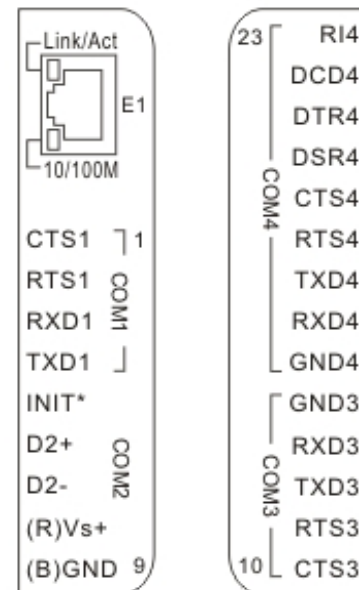 Link/Act
E1
10/100M
CTS1 1
RTS1
RXD1
TXD1
COM1
INIT*
D2+
D2-
COM2
(R)Vs+
(B)GND 9
23 RI4
DCD4
DTR4
DSR4
CTS4
RTS4
TXD4
RXD4
GND4
COM4
GND3
RXD3
TXD3
RTS3
10 CTS3
COM3